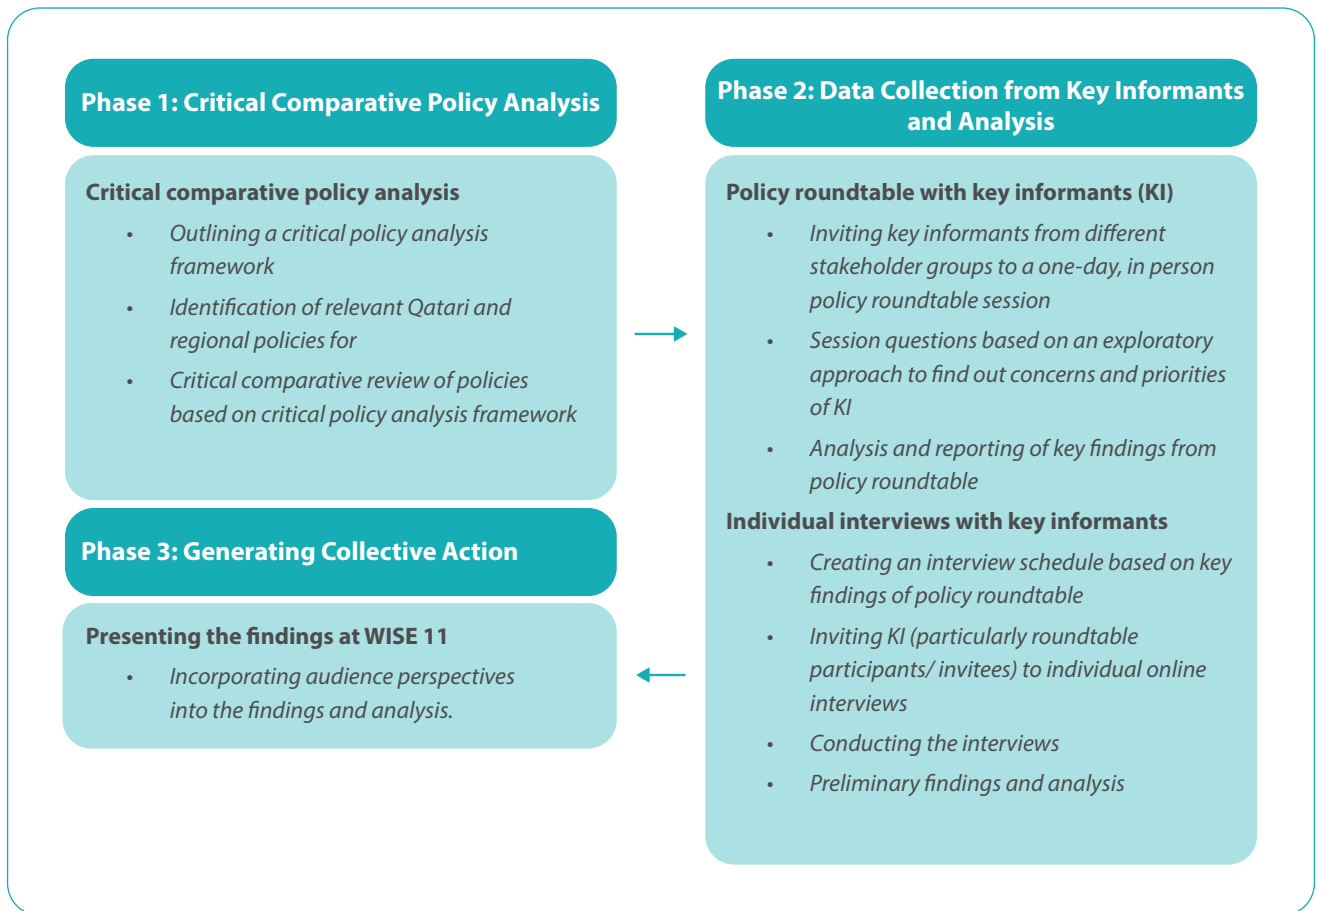 Phase 1: Critical Comparative Policy Analysis
Critical comparative policy analysis
• Outlining a critical policy analysis
framework
• Identification of relevant Qatari and
regional policies for
• Critical comparative review of policies
based on critical policy analysis framework
Phase 2: Data Collection from Key Informants
and Analysis
Policy roundtable with key informants (KI)
• Inviting key informants from different
stakeholder groups to a one-day, in person
policy roundtable session
• Session questions based on an exploratory
approach to find out concerns and priorities
of KI
• Analysis and reporting of key findings from
policy roundtable
Individual interviews with key informants
• Creating an interview schedule based on key
findings of policy roundtable
• Inviting KI (particularly roundtable
participants/ invitees) to individual online
interviews
• Conducting the interviews
• Preliminary findings and analysis
Phase 3: Generating Collective Action
Presenting the findings at WISE 11
• Incorporating audience perspectives
into the findings and analysis.